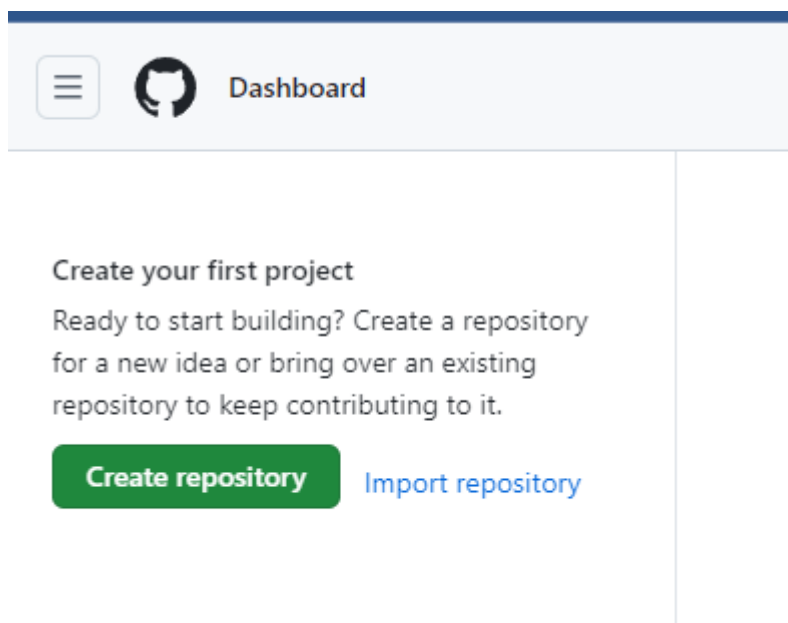 Dashboard
Create your first project
Ready to start building? Create a repository
for a new idea or bring over an existing
repository to keep contributing to it.
Create repository
Import repository